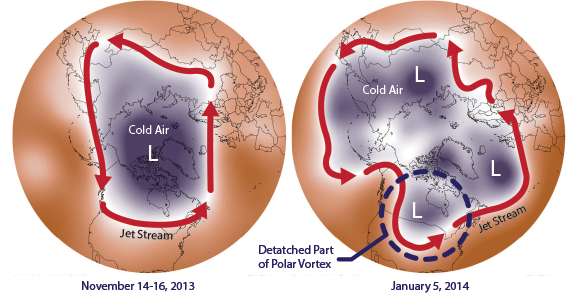 Cold Air
L
Jet Stream
November 14-16, 2013
Cold Air
L
L
L
Jet Stream
Detatched Part
of Polar Vortex
January 5, 2014